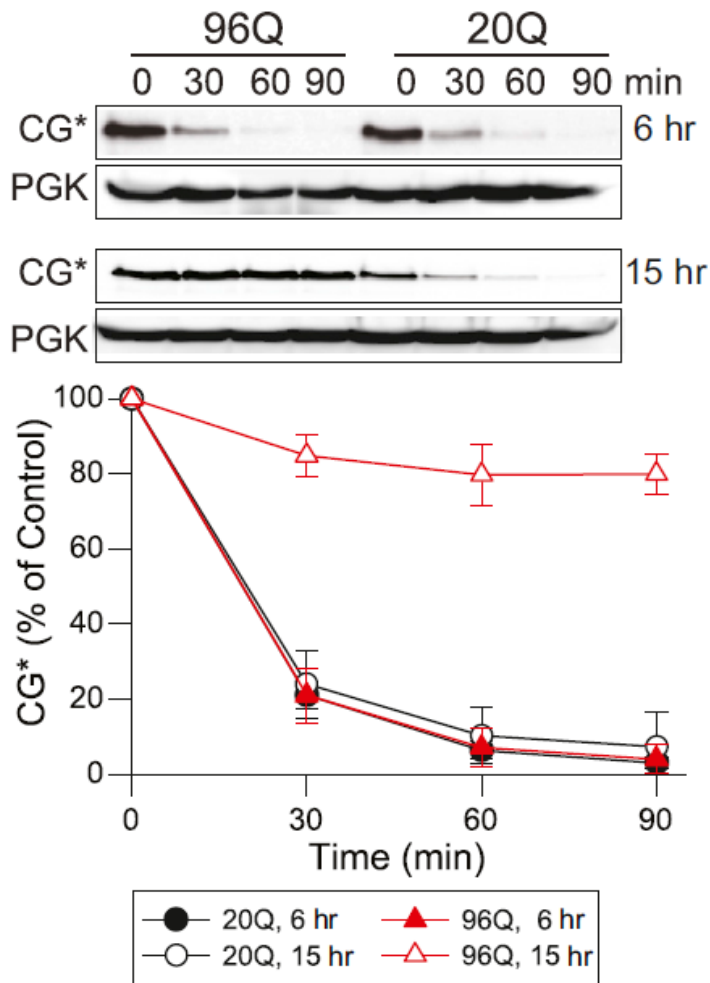 96Q 20Q
0 30 60 90 0 30 60 90 min
CG* 6 hr
PGK
CG* 15 hr
PGK
100
80
60
40
20
0
CG* (% of Control)
0 30 60 90
Time (min)
20Q, 6 hr 96Q, 6 hr
20Q, 15 hr 96Q, 15 hr